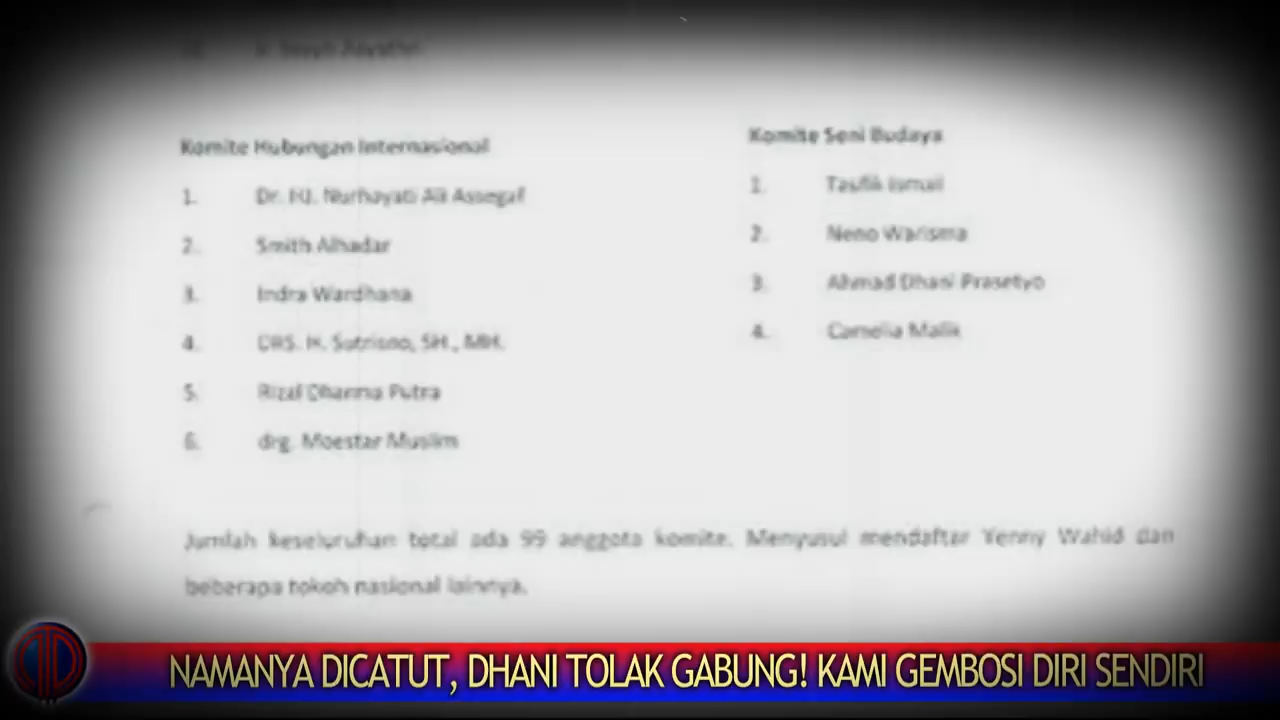 Komite Hubungan Internasional
1. Dr. HJ. Nurhayati Ali Assegaf
2. Smith Alhadar
3. Indra Wardhana
4. DRS. H. Sutrisno, SH., MH.
5. Rizal Dharma Putra
6. drg. Moestar Muslim
Komite Seni Budaya
1. Taufik Ismail
2. Neno Warisma
3. Ahmad Dhani Prasetyo
4. Camelia Malik
Jumlah keseluruhan total ada 99 anggota komite. Menyusul mendaftar Yenny Wahid dan
beberapa tokoh nasional lainnya.
NAMANYA DICATUT, DHANI TOLAK GABUNG! KAMI GEMBOSI DIRI SENDIRI